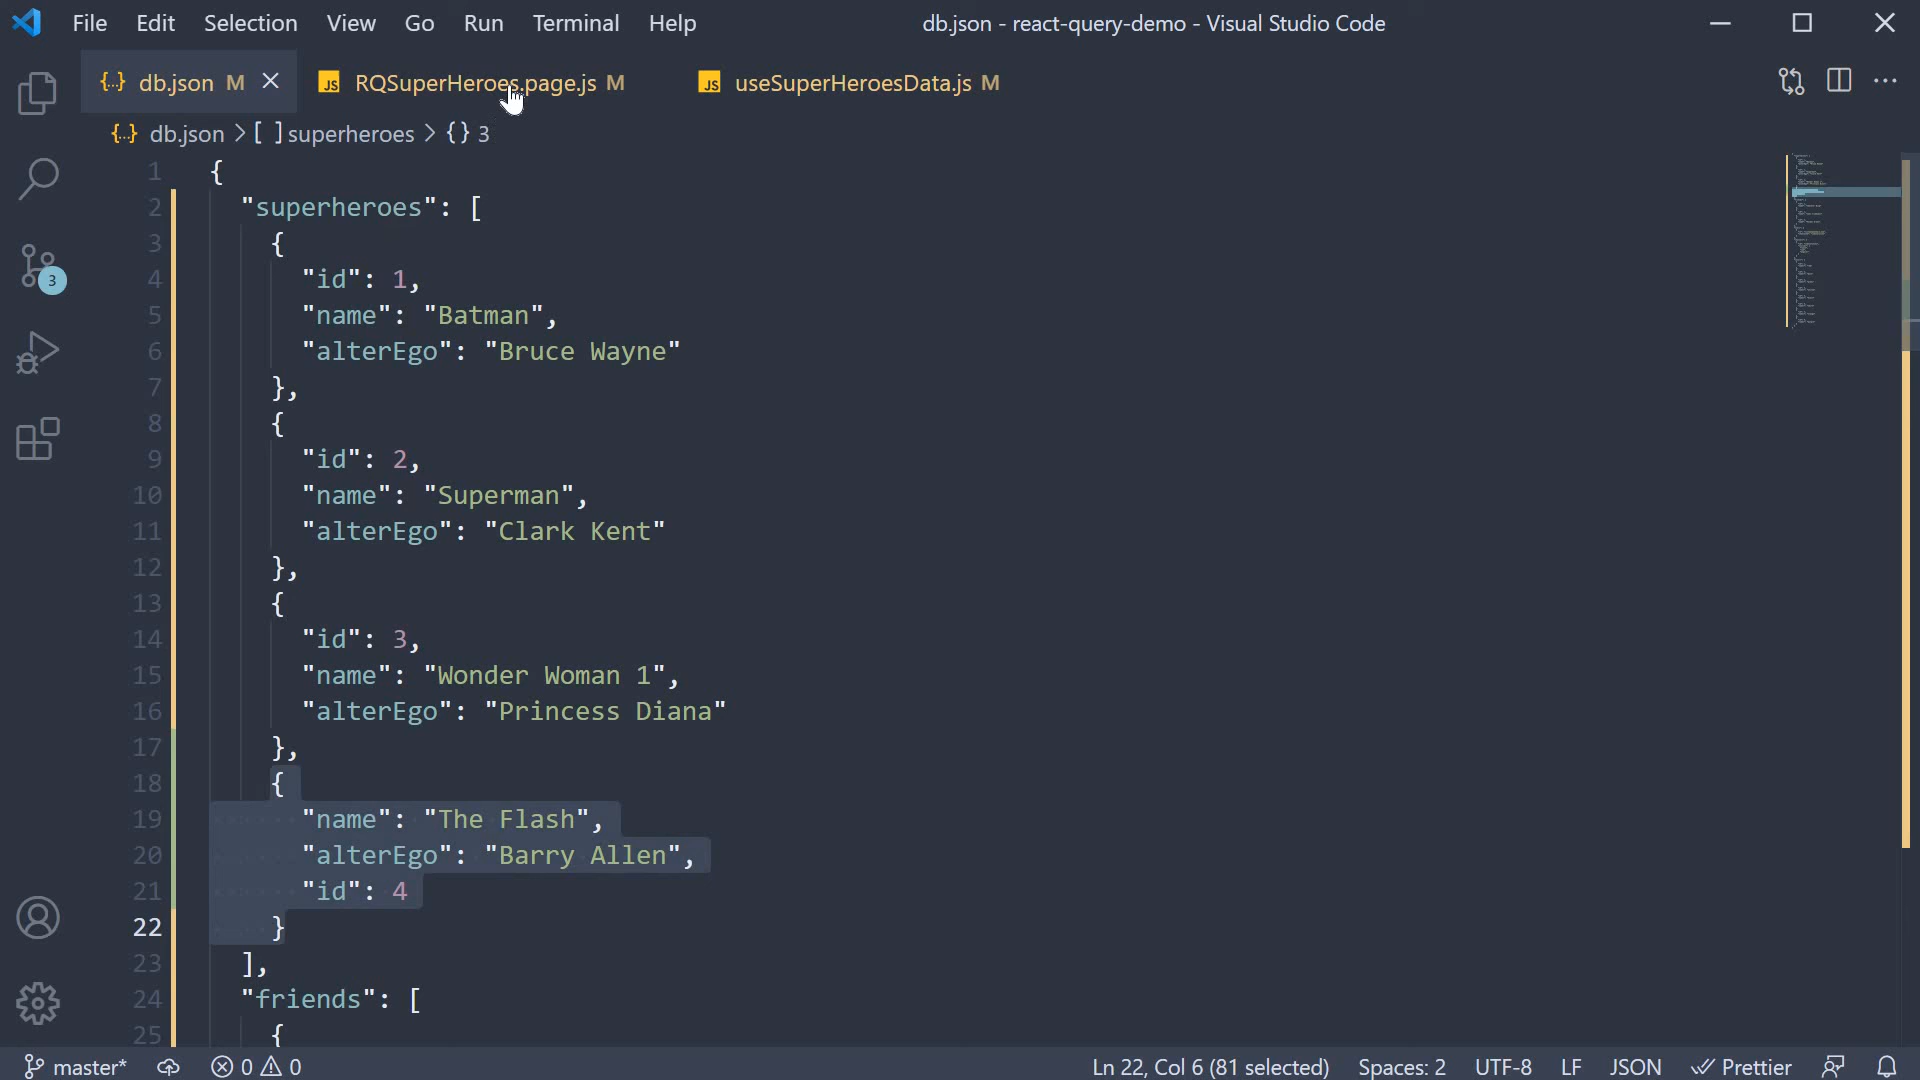 File Edit Selection View Go Run Terminal Help db.json - react-query-demo - Visual Studio Code
{..} db.json M JS RQSuperHeroes.page.js M JS useSuperHeroesData.js M
{..} db.json > [ ] superheroes > {} 3
1 {
2 "superheroes": [
3 {
4 "id": 1,
5 "name": "Batman",
6 "alterEgo": "Bruce Wayne"
7 },
8 {
9 "id": 2,
10 "name": "Superman",
11 "alterEgo": "Clark Kent"
12 },
13 {
14 "id": 3,
15 "name": "Wonder Woman 1",
16 "alterEgo": "Princess Diana"
17 },
18 {
19 "name": "The Flash",
20 "alterEgo": "Barry Allen",
21 "id": 4
22 }
23 ],
24 "friends": [
25 {
3
master* 0 0 Ln 22, Col 6 (81 selected) Spaces: 2 UTF-8 LF JSON Prettier